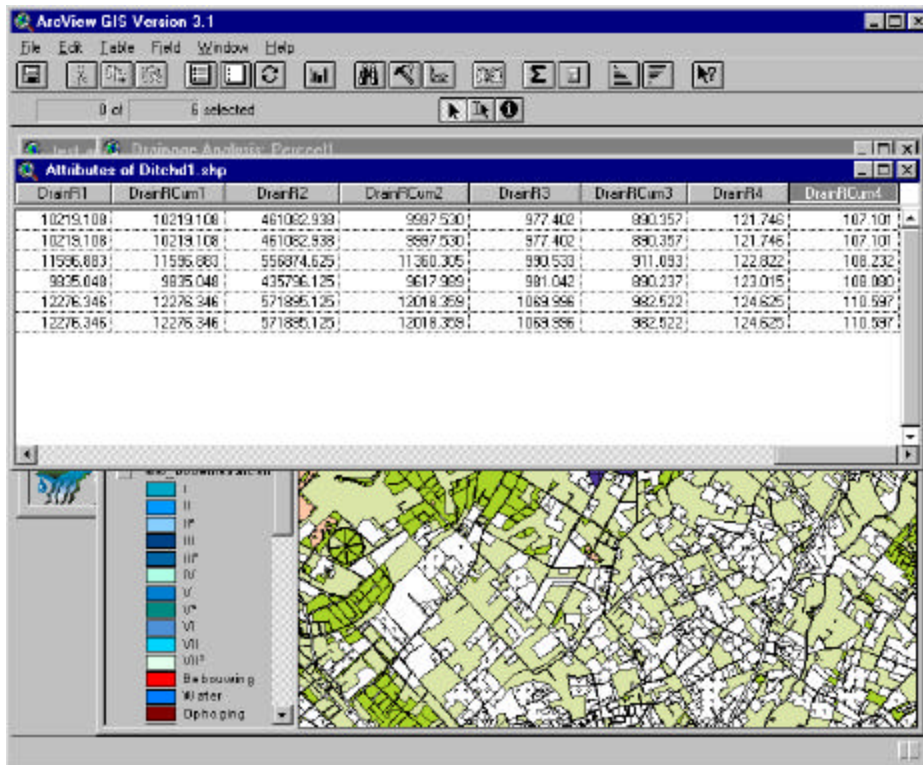 ArcView GIS Version 3.1
File Edit Table Field Window Help
0 of 6 selected
Drainage Analysis: Perceel1
Attributes of Ditchd1.shp
DrainR1 DrainRCum1 DrainR2 DrainRCum2 DrainR3 DrainRCum3 DrainR4 DrainRCum4
10219.108 10219.108 461082.938 9997.530 977.402 890.357 121.746 107.101
10219.108 10219.108 461082.938 9997.530 977.402 890.357 121.746 107.101
11596.883 11596.883 556874.625 11360.305 990.533 911.093 122.822 108.232
9835.048 9835.048 435796.125 9617.989 981.042 890.237 123.015 108.080
12276.346 12276.346 571895.125 12018.359 1069.996 982.522 124.625 110.597
12276.346 12276.346 571895.125 12018.359 1069.996 982.522 124.625 110.597
I
II
II*
III
III*
IV
V
V*
VI
VII
VII*
Bebouwing
Water
Ophoging